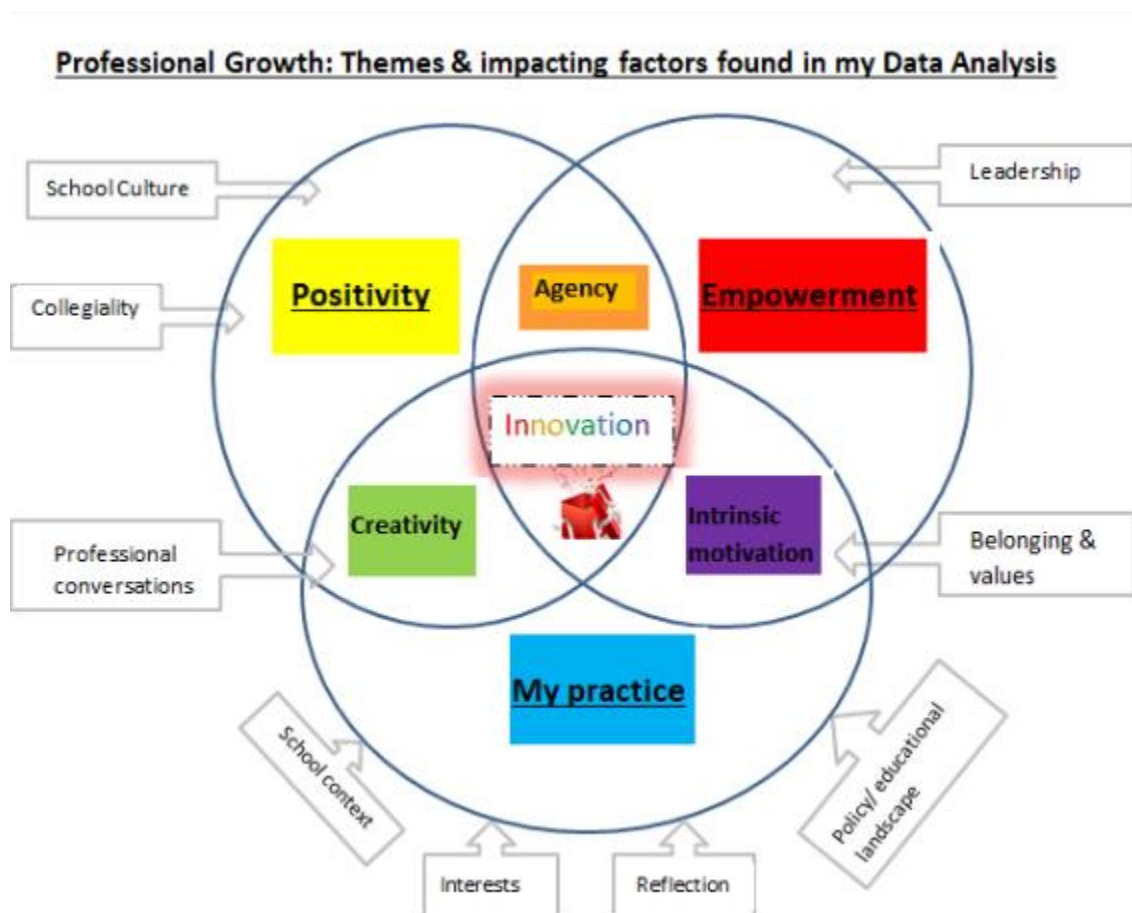 Professional Growth: Themes & impacting factors found in my Data Analysis
School Culture
Leadership
Positivity
Agency
Empowerment
Collegiality
Innovation
Creativity
Intrinsic
motivation
Professional
conversations
Belonging &
values
My practice
School context
Policy/ educational
landscape
Interests
Reflection